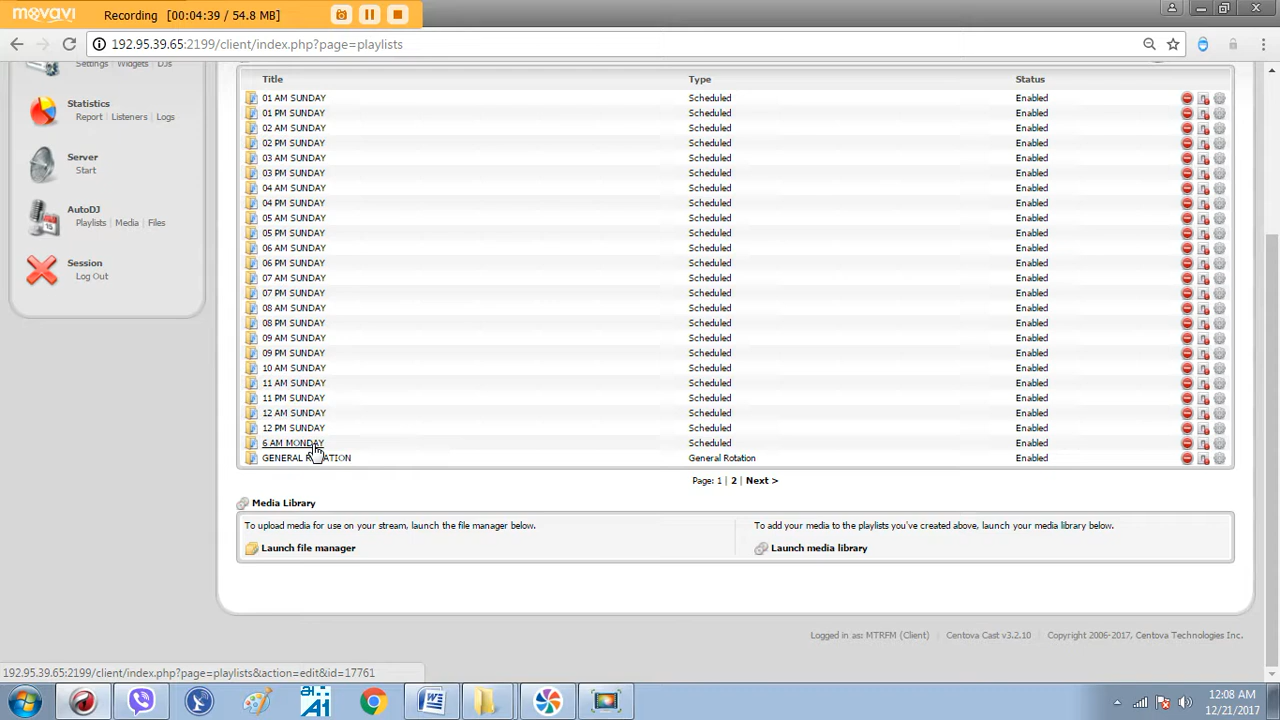 movavi Recording [00:04:39 / 54.8 MB]
192.95.39.65:2199/client/index.php?page=playlists
Settings | Widgets | DJs
Statistics
Report | Listeners | Logs
Server
Start
AutoDJ
Playlists | Media | Files
Session
Log Out
Title Type Status
01 AM SUNDAY Scheduled Enabled
01 PM SUNDAY Scheduled Enabled
02 AM SUNDAY Scheduled Enabled
02 PM SUNDAY Scheduled Enabled
03 AM SUNDAY Scheduled Enabled
03 PM SUNDAY Scheduled Enabled
04 AM SUNDAY Scheduled Enabled
04 PM SUNDAY Scheduled Enabled
05 AM SUNDAY Scheduled Enabled
05 PM SUNDAY Scheduled Enabled
06 AM SUNDAY Scheduled Enabled
06 PM SUNDAY Scheduled Enabled
07 AM SUNDAY Scheduled Enabled
07 PM SUNDAY Scheduled Enabled
08 AM SUNDAY Scheduled Enabled
08 PM SUNDAY Scheduled Enabled
09 AM SUNDAY Scheduled Enabled
09 PM SUNDAY Scheduled Enabled
10 AM SUNDAY Scheduled Enabled
11 AM SUNDAY Scheduled Enabled
11 PM SUNDAY Scheduled Enabled
12 AM SUNDAY Scheduled Enabled
12 PM SUNDAY Scheduled Enabled
6 AM MONDAY Scheduled Enabled
GENERAL ROTATION General Rotation Enabled
Page: 1 | 2 Next >
Media Library
To upload media for use on your stream, launch the file manager below.
Launch file manager
To add your media to the playlists you've created above, launch your media library below.
Launch media library
Logged in as: MTRFM (Client) | Centova Cast v3.2.10 | Copyright 2006-2017, Centova Technologies Inc.
192.95.39.65:2199/client/index.php?page=playlists&action=edit&id=17761
12:08 AM
12/21/2017